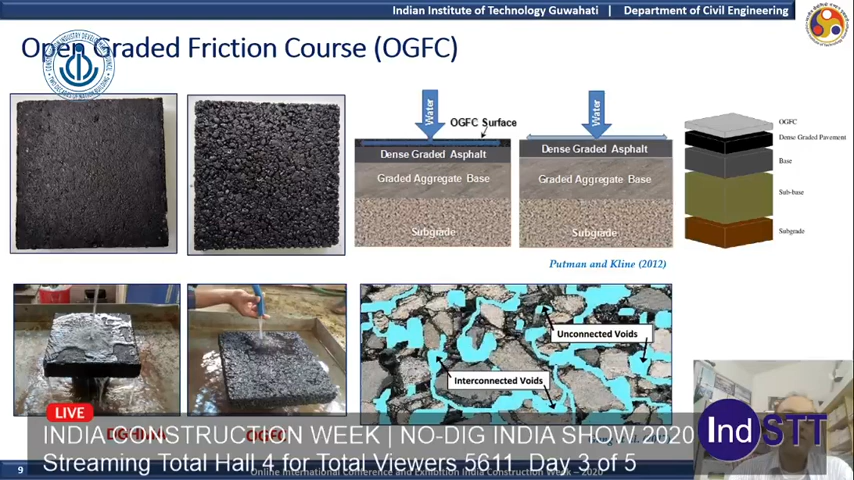 Indian Institute of Technology Guwahati | Department of Civil Engineering
Open Graded Friction Course (OGFC)
Water
OGFC Surface
Dense Graded Asphalt
Graded Aggregate Base
Subgrade
Water
Dense Graded Asphalt
Graded Aggregate Base
Subgrade
OGFC
Dense Graded Pavement
Base
Sub-base
Subgrade
Putman and Kline (2012)
Unconnected Voids
Interconnected Voids
LIVE
OGFC
INDIA CONSTRUCTION WEEK | NO-DIG INDIA SHOW 2020
Streaming Total Hall 4 for Total Viewers 5611 Day 3 of 5
IndSTT
9
Online International Conference and Exhibition India Construction Week – 2020